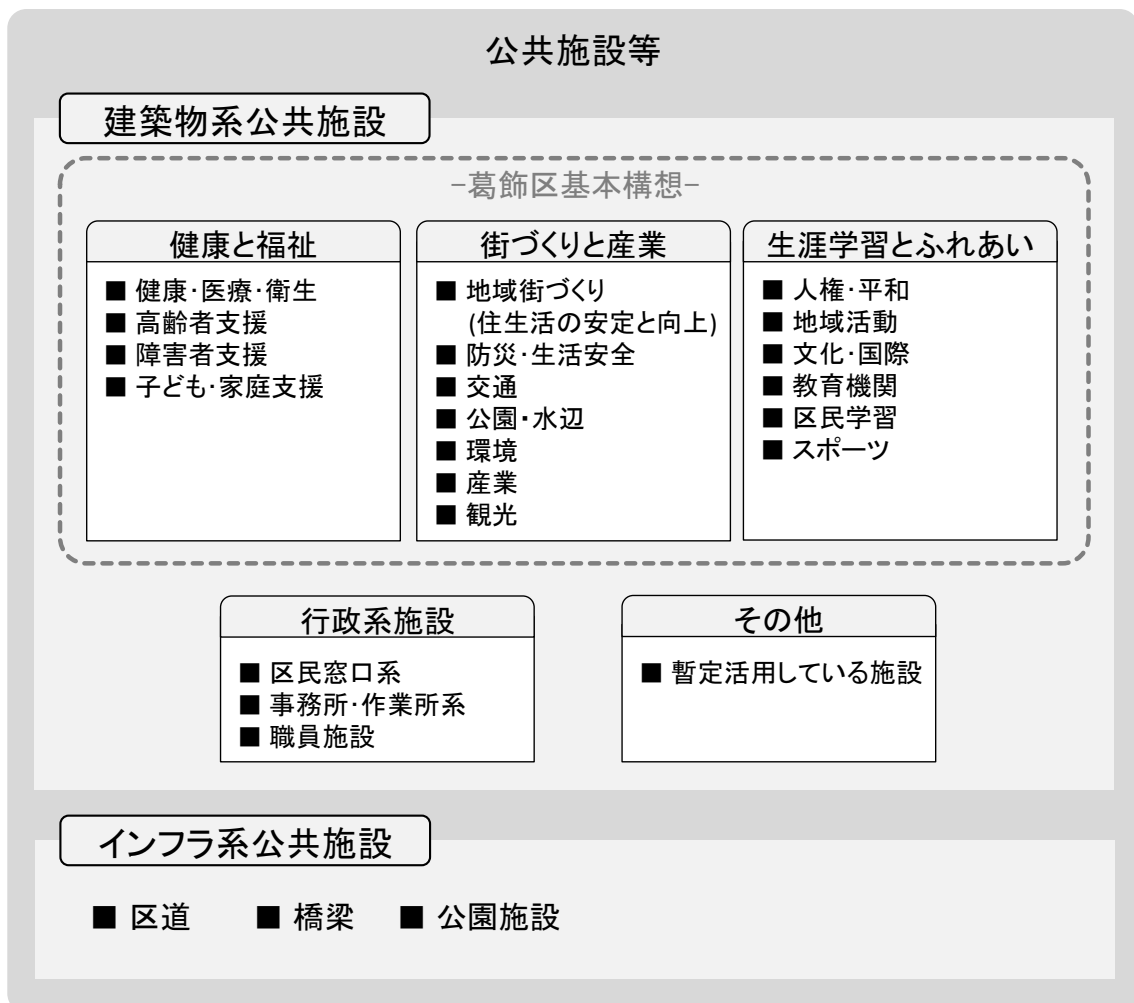 公共施設等
建築物系公共施設
-葛飾区基本構想-
健康と福祉
■ 健康･医療･衛生
■ 高齢者支援
■ 障害者支援
■ 子ども･家庭支援
街づくりと産業
■ 地域街づくり
(住生活の安定と向上)
■ 防災･生活安全
■ 交通
■ 公園・水辺
■ 環境
■ 産業
■ 観光
生涯学習とふれあい
■ 人権･平和
■ 地域活動
■ 文化･国際
■ 教育機関
■ 区民学習
■ スポーツ
行政系施設
■ 区民窓口系
■ 事務所･作業所系
■ 職員施設
その他
■ 暫定活用している施設
インフラ系公共施設
■ 区道 ■ 橋梁 ■ 公園施設